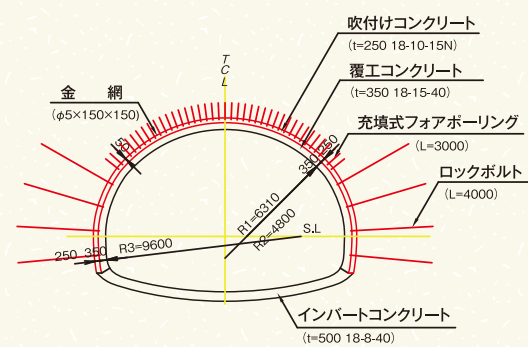 吹付けコンクリート
(t=250 18-10-15N)
覆工コンクリート
(t=350 18-15-40)
金　網
(φ5×150×150)
充填式フォアポーリング
(L=3000)
ロックボルト
(L=4000)
T
C
L
350 250
R1=6310
R2=4800
S.L
250 350
R3=9600
インバートコンクリート
(t=500 18-8-40)